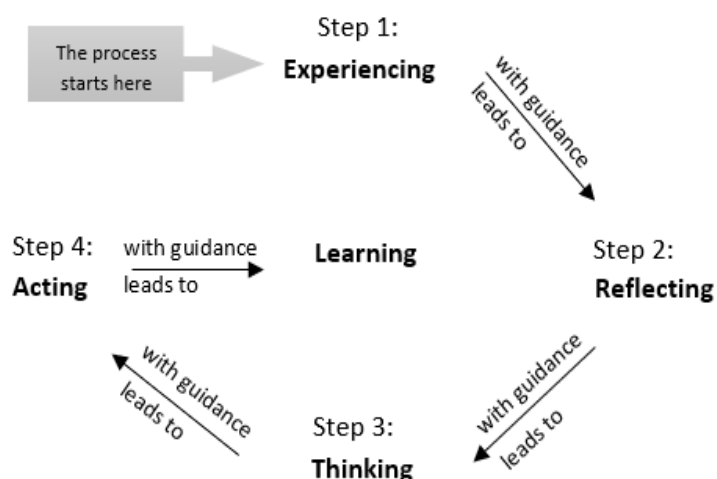 The process
starts here
Step 1:
Experiencing
with guidance
leads to
Step 2:
Reflecting
with guidance
leads to
Step 3:
Thinking
with guidance
leads to
Step 4:
Acting
with guidance
leads to
Learning